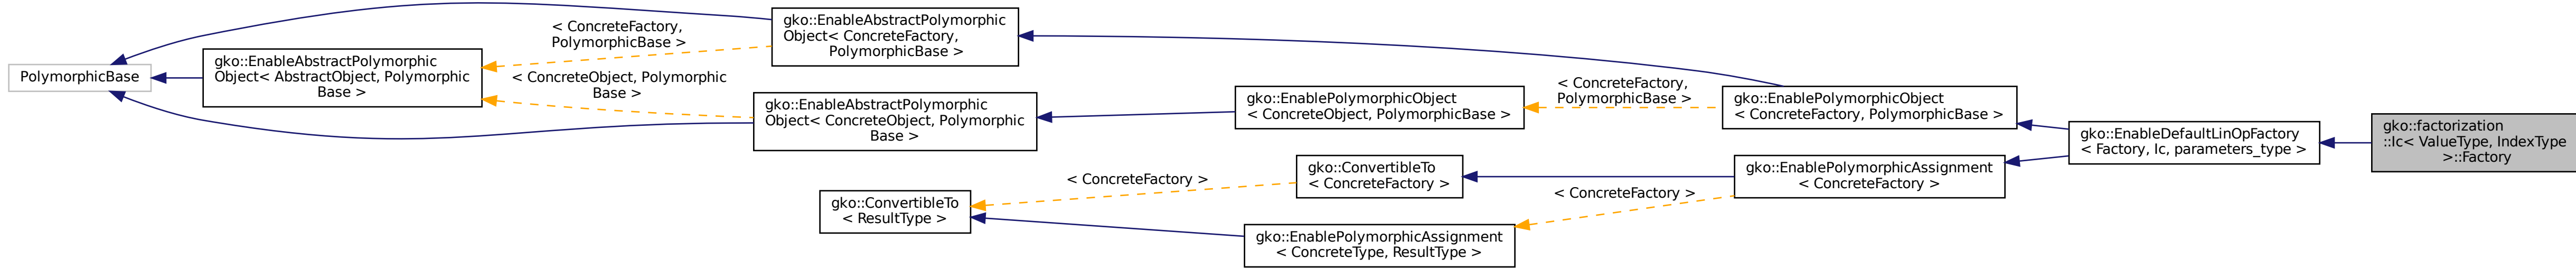 PolymorphicBase
gko::EnableAbstractPolymorphic
Object< AbstractObject, Polymorphic
Base >
< ConcreteFactory,
PolymorphicBase >
< ConcreteObject, Polymorphic
Base >
gko::EnableAbstractPolymorphic
Object< ConcreteFactory,
PolymorphicBase >
gko::EnableAbstractPolymorphic
Object< ConcreteObject, Polymorphic
Base >
gko::ConvertibleTo
< ResultType >
< ConcreteFactory >
gko::EnablePolymorphicObject
< ConcreteObject, PolymorphicBase >
gko::ConvertibleTo
< ConcreteFactory >
gko::EnablePolymorphicAssignment
< ConcreteType, ResultType >
< ConcreteFactory,
PolymorphicBase >
< ConcreteFactory >
gko::EnablePolymorphicObject
< ConcreteFactory, PolymorphicBase >
gko::EnablePolymorphicAssignment
< ConcreteFactory >
gko::EnableDefaultLinOpFactory
< Factory, Ic, parameters_type >
gko::factorization
::Ic< ValueType, IndexType
>::Factory